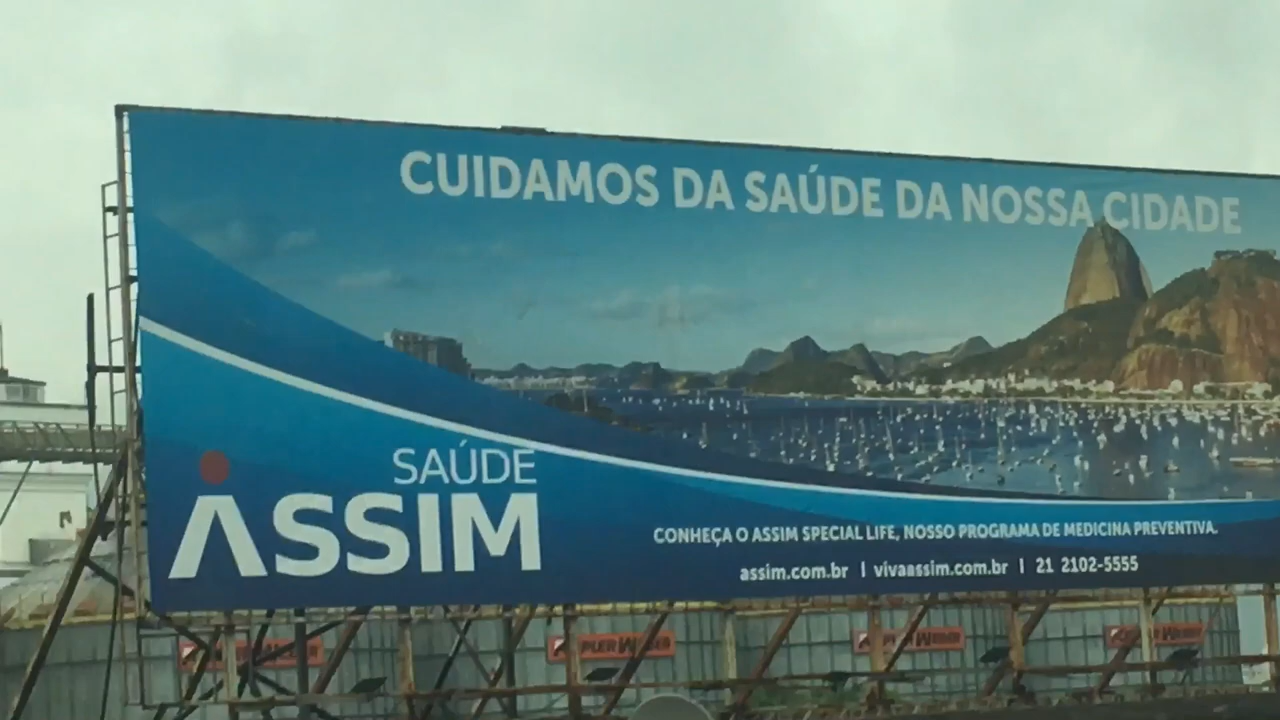 CUIDAMOS DA SAÚDE DA NOSSA CIDADE
SAÚDE
ASSIM
CONHEÇA O ASSIM SPECIAL LIFE, NOSSO PROGRAMA DE MEDICINA PREVENTIVA.
assim.com.br | vivaassim.com.br | 21 2102-5555